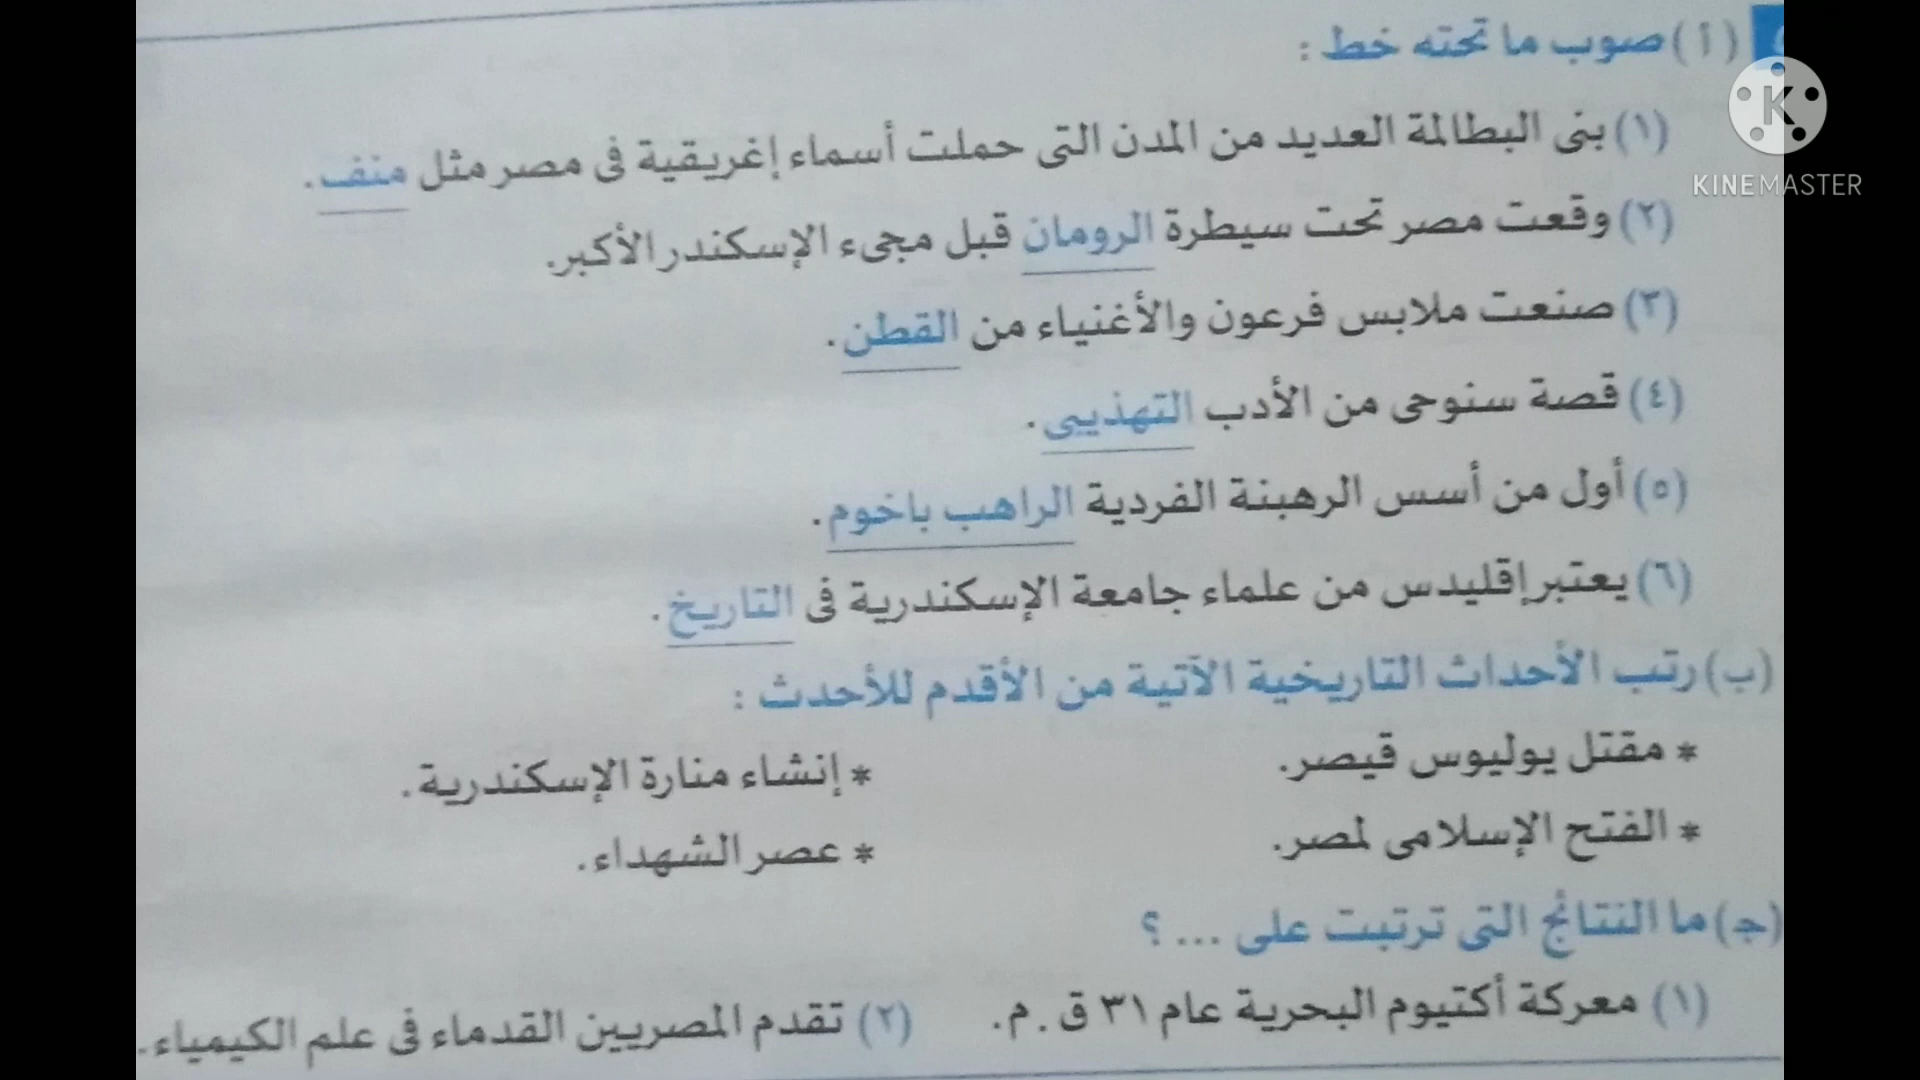 (أ) صوب ما تحته خط :
KINEMASTER
(١) بنى البطالمة العديد من المدن التى حملت أسماء إغريقية فى مصر مثل منف.
(٢) وقعت مصر تحت سيطرة الرومان قبل مجىء الإسكندر الأكبر.
(٣) صنعت ملابس فرعون والأغنياء من القطن.
(٤) قصة سنوحى من الأدب التهذيبى.
(٥) أول من أسس الرهبنة الفردية الراهب باخوم.
(٦) يعتبر إقليدس من علماء جامعة الإسكندرية فى التاريخ.
(ب) رتب الأحداث التاريخية الآتية من الأقدم للأحدث :
* مقتل يوليوس قيصر. * إنشاء منارة الإسكندرية.
* الفتح الإسلامى لمصر. * عصر الشهداء.
(جـ) ما النتائج التى ترتبت على ... ؟
(١) معركة أكتيوم البحرية عام ٣١ ق.م. (٢) تقدم المصريين القدماء فى علم الكيمياء.